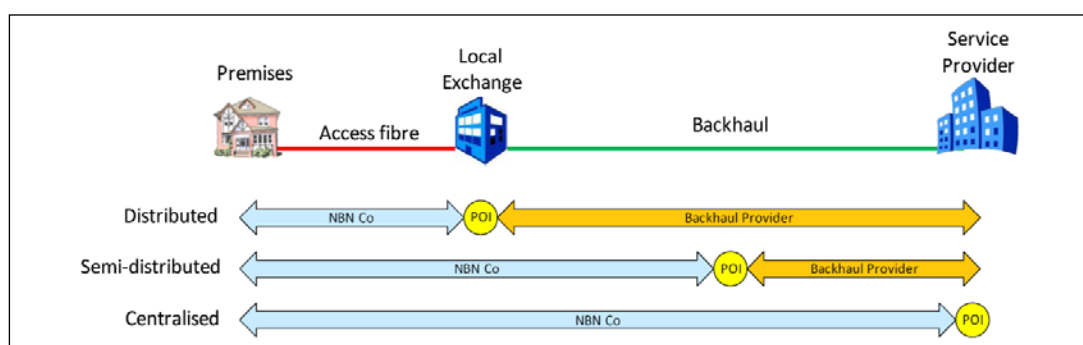 Premises
Local
Exchange
Service
Provider
Access fibre
Backhaul
Distributed
NBN Co
POI
Backhaul Provider
Semi-distributed
NBN Co
POI
Backhaul Provider
Centralised
NBN Co
POI